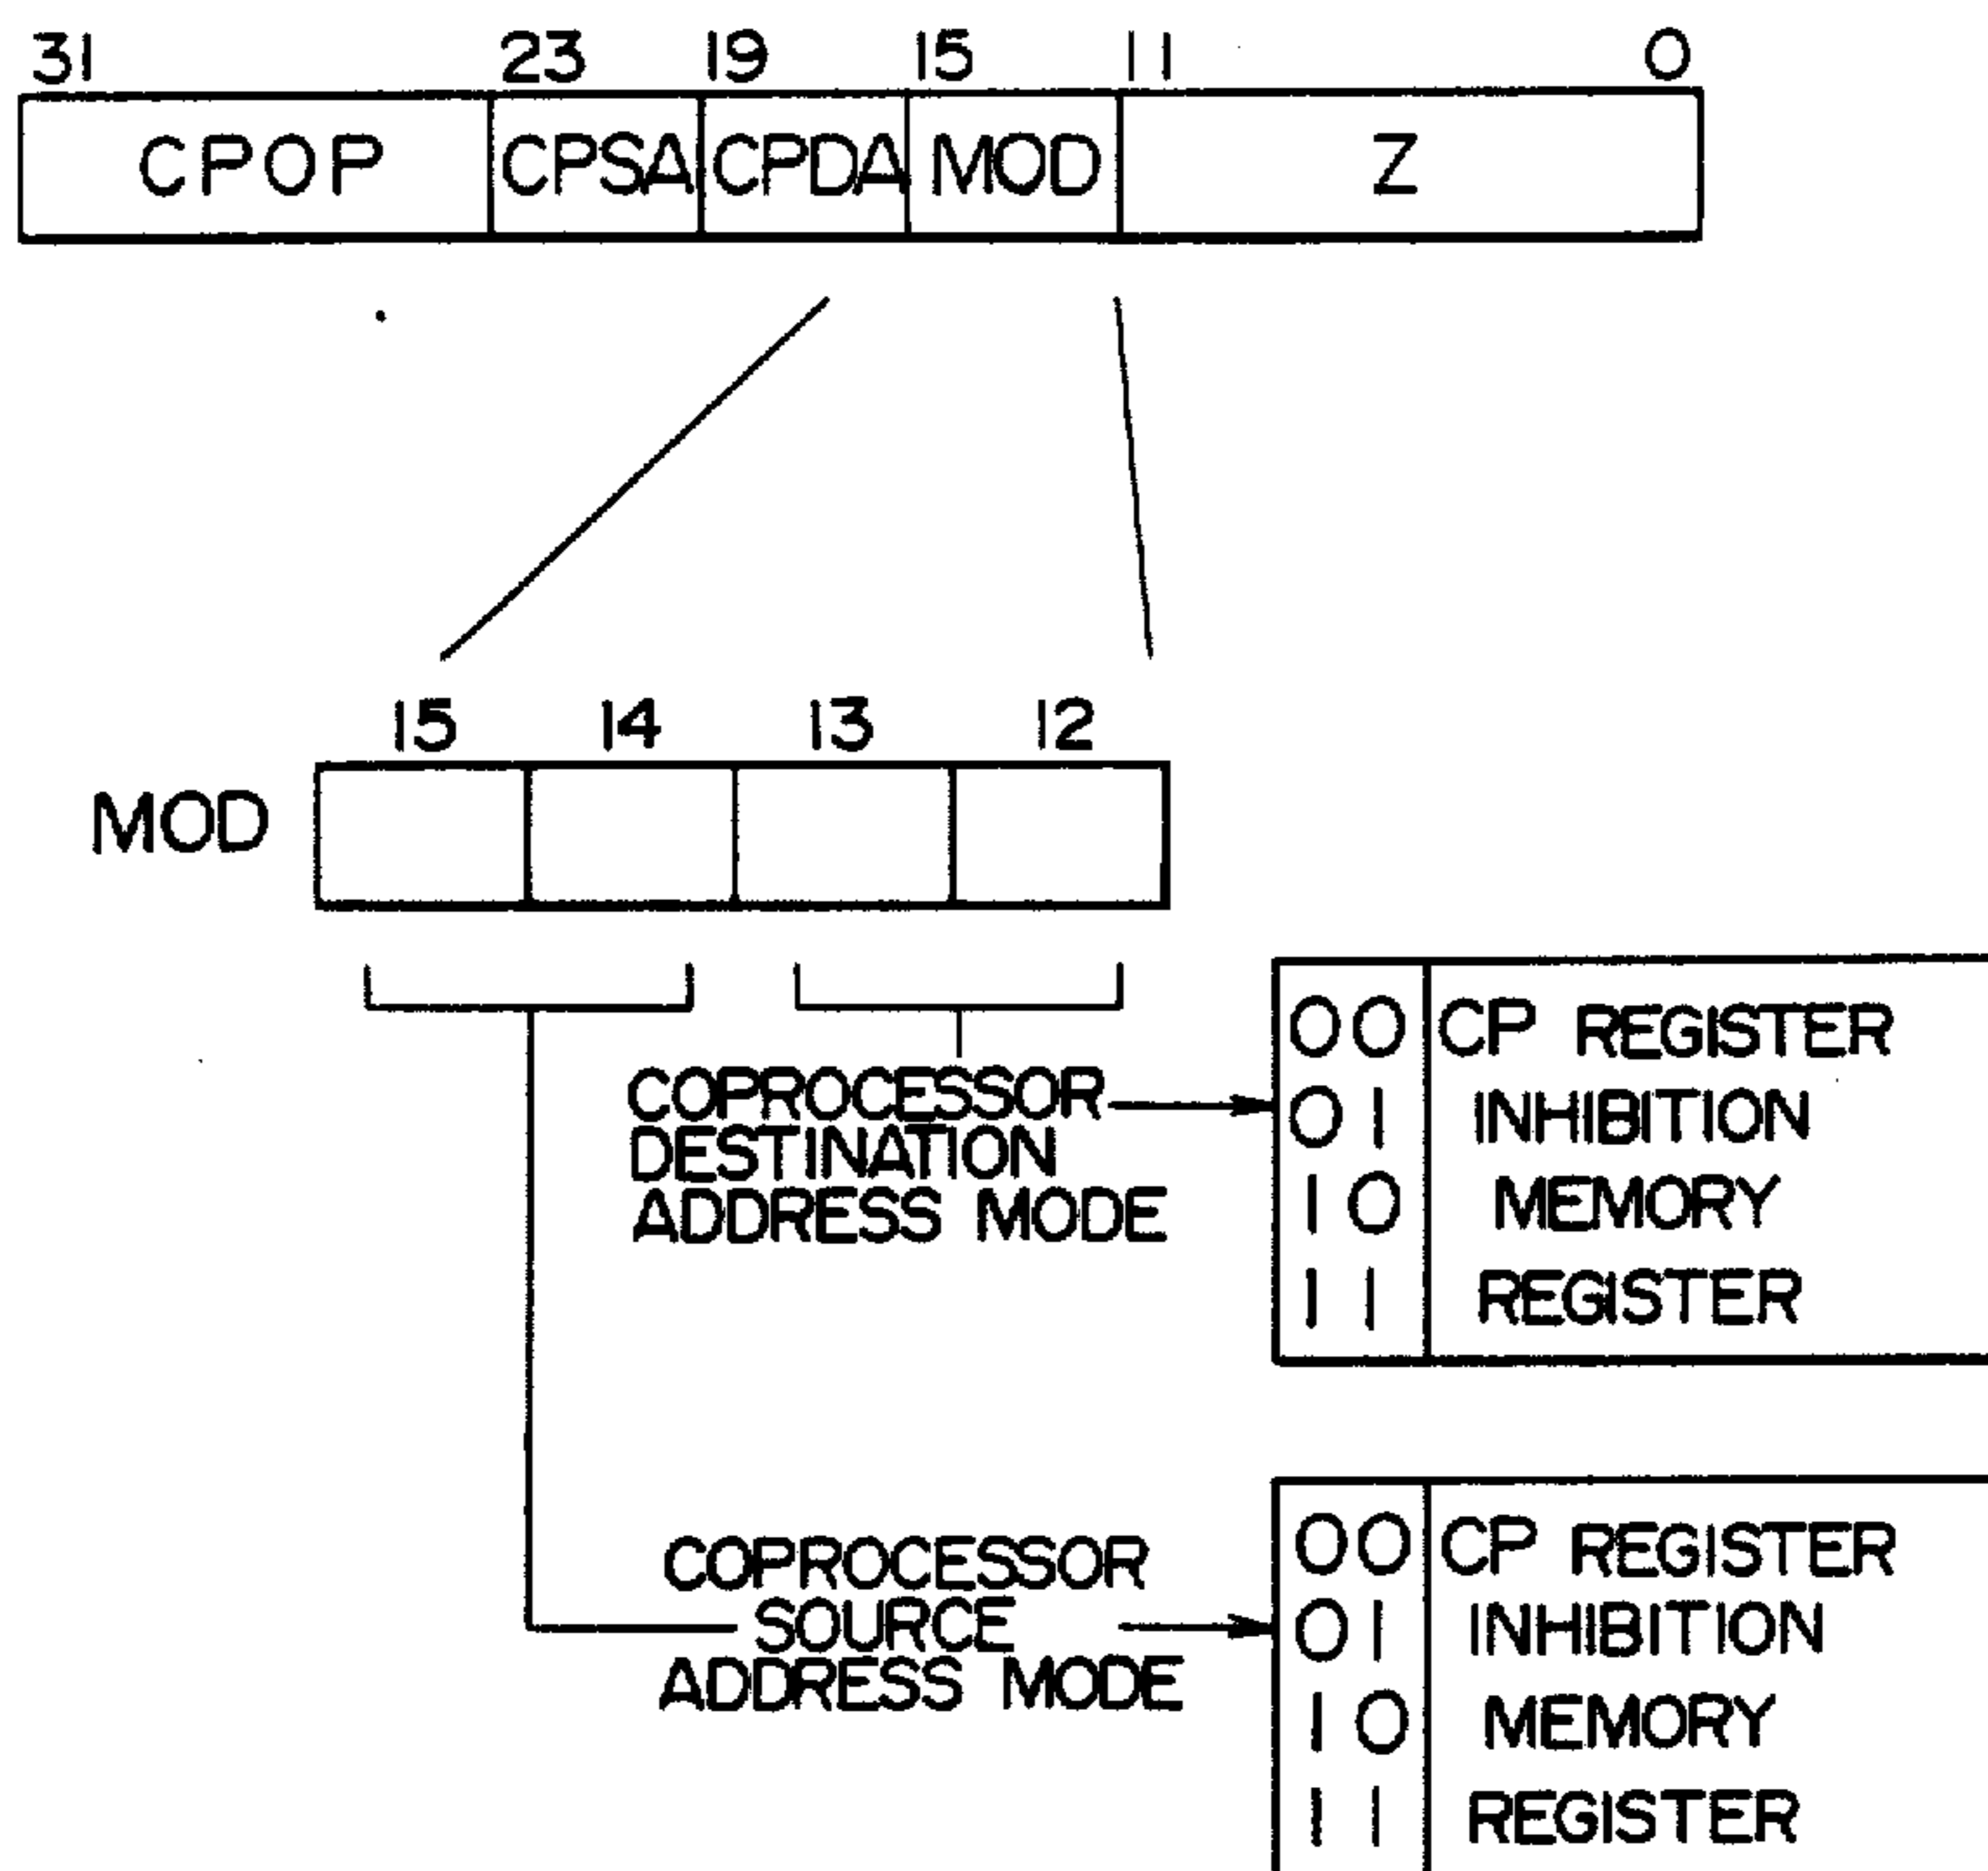 31 23 19 15 11 0
CPOP CPSA CPDA MOD Z
15 14 13 12
MOD
COPROCESSOR
DESTINATION
ADDRESS MODE
00 CP REGISTER
01 INHIBITION
10 MEMORY
11 REGISTER
COPROCESSOR
SOURCE
ADDRESS MODE
00 CP REGISTER
01 INHIBITION
10 MEMORY
11 REGISTER